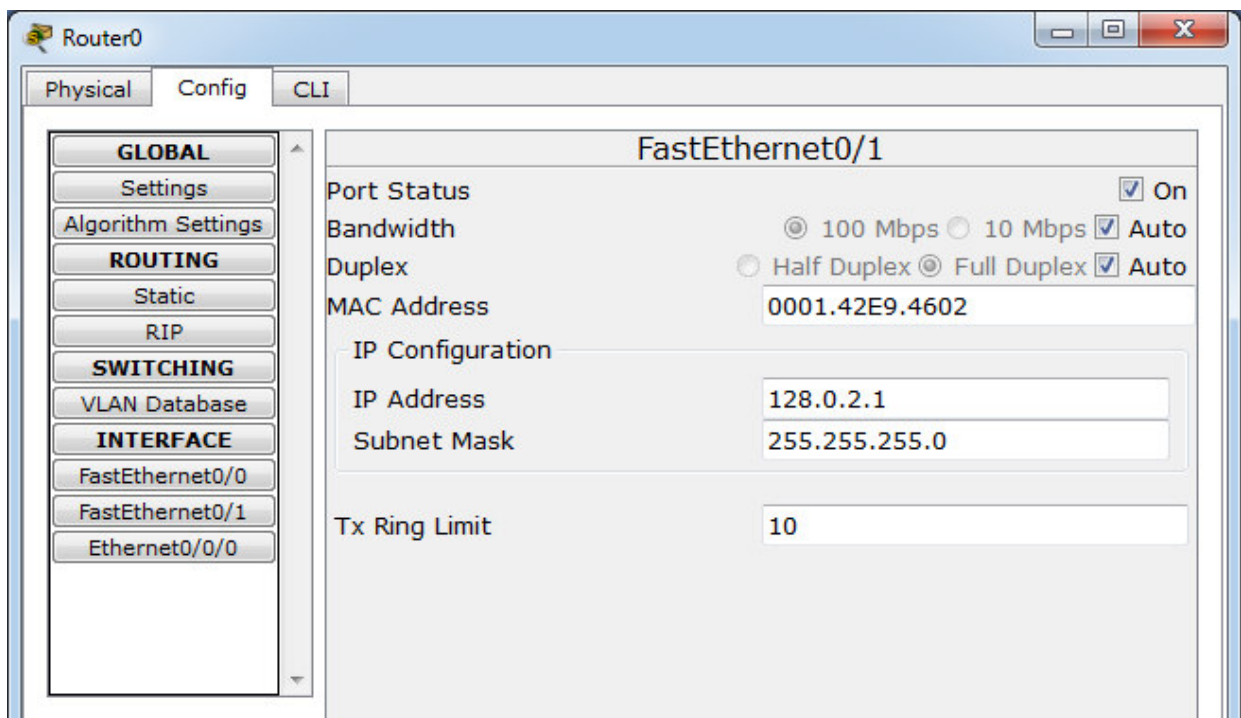 Router0
Physical Config CLI
GLOBAL
Settings
Algorithm Settings
ROUTING
Static
RIP
SWITCHING
VLAN Database
INTERFACE
FastEthernet0/0
FastEthernet0/1
Ethernet0/0/0
FastEthernet0/1
Port Status On
Bandwidth 100 Mbps 10 Mbps Auto
Duplex Half Duplex Full Duplex Auto
MAC Address 0001.42E9.4602
IP Configuration
IP Address 128.0.2.1
Subnet Mask 255.255.255.0
Tx Ring Limit 10